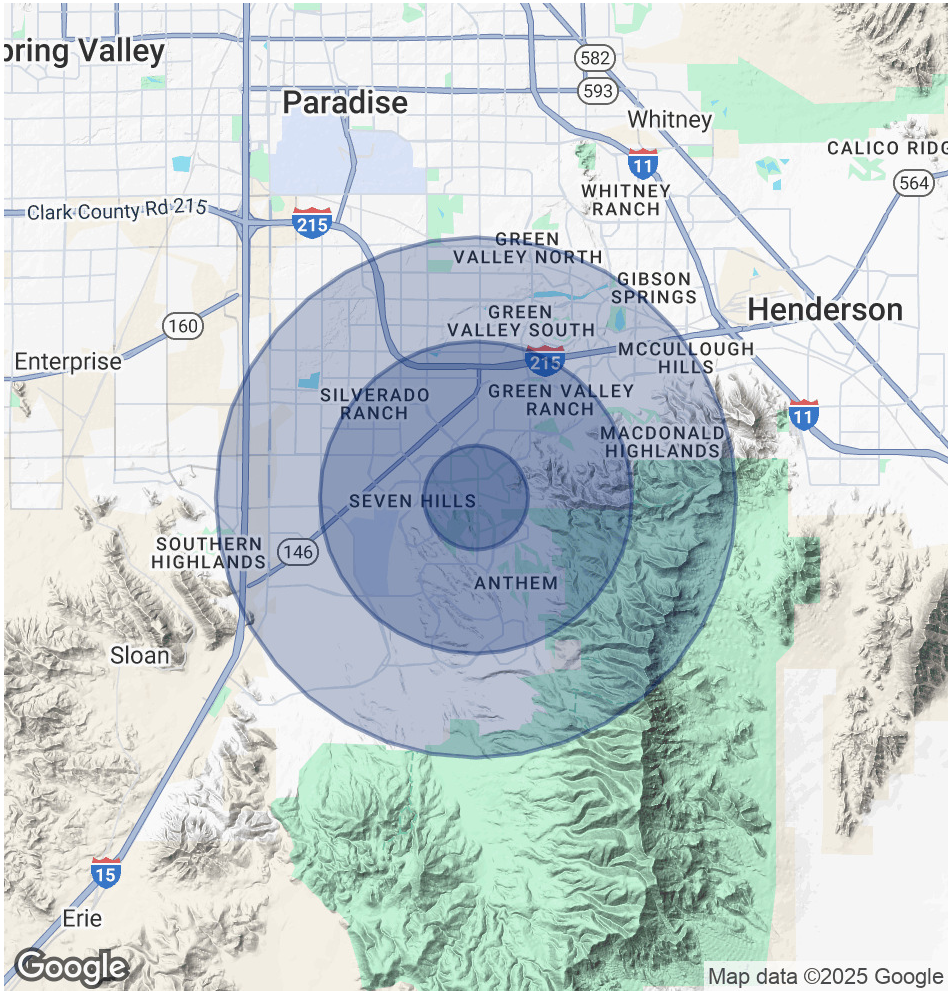 pring Valley
582
593
Paradise
Whitney
CALICO RIDG
11
564
WHITNEY
RANCH
Clark County Rd 215
215
GREEN
VALLEY NORTH
GIBSON
SPRINGS
160
GREEN
VALLEY SOUTH
Henderson
Enterprise
215
MCCULLOUGH
HILLS
SILVERADO
RANCH
GREEN VALLEY
RANCH
11
MACDONALD
HIGHLANDS
SEVEN HILLS
SOUTHERN
HIGHLANDS
146
ANTHEM
Sloan
15
Erie
Google
Map data ©2025 Google